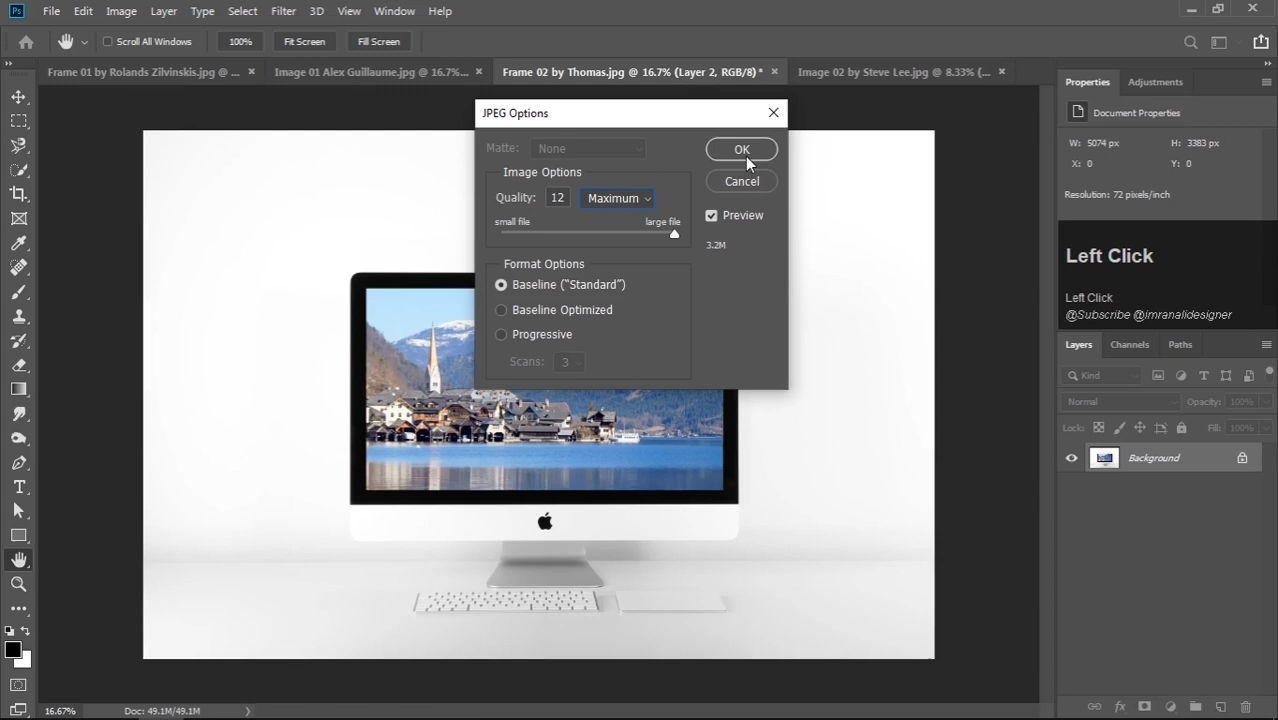 Ps File Edit Image Layer Type Select Filter 3D View Window Help
Scroll All Windows 100% Fit Screen Fill Screen
Frame 01 by Rolands Zilvinskis.jpg @ ... × Image 01 Alex Guillaume.jpg @ 16.7%... × Frame 02 by Thomas.jpg @ 16.7% (Layer 2, RGB/8) * × Image 02 by Steve Lee.jpg @ 8.33% (... ×
JPEG Options
Matte: None
OK
Image Options
Quality: 12 Maximum
Cancel
small file large file
Preview
3.2M
Format Options
Baseline (“Standard”)
Baseline Optimized
Progressive
Scans: 3
Properties Adjustments
Document Properties
W: 5074 px H: 3383 px
X: 0 Y: 0
Resolution: 72 pixels/inch
Left Click
Left Click
@Subscribe @imranalidesigner
Layers Channels Paths
Kind
Normal Opacity: 100%
Lock: Fill: 100%
Background
16.67% Doc: 49.1M/49.1M